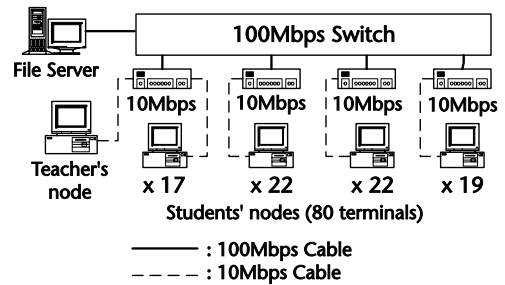 100Mbps Switch
File Server
10Mbps 10Mbps 10Mbps 10Mbps
Teacher's
node
x 17 x 22 x 22 x 19
Students' nodes (80 terminals)
: 100Mbps Cable
: 10Mbps Cable